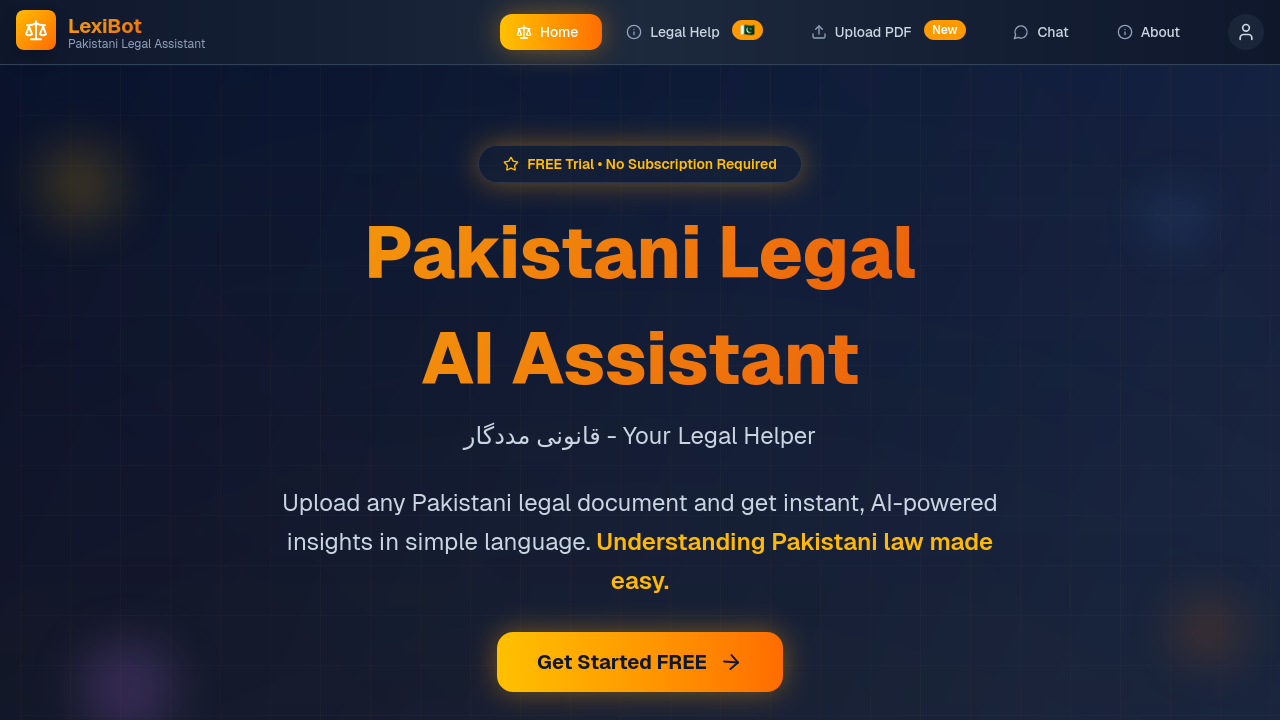 LexiBot
Pakistani Legal Assistant
Home
Legal Help 🇵🇰
Upload PDF New
Chat
About
FREE Trial • No Subscription Required
Pakistani Legal
AI Assistant
قانونی مددگار - Your Legal Helper
Upload any Pakistani legal document and get instant, AI-powered
insights in simple language. Understanding Pakistani law made
easy.
Get Started FREE